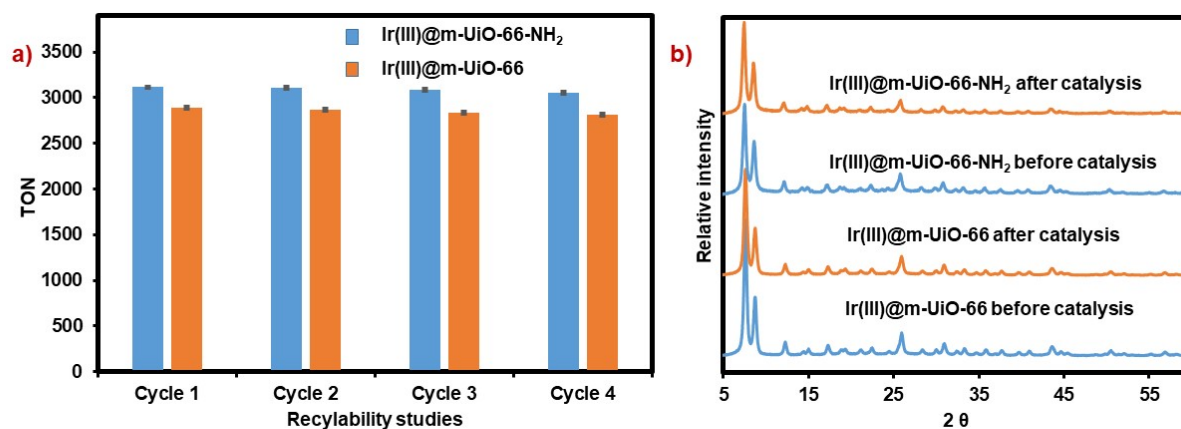 a)
Ir(III)@m-UiO-66-NH₂
Ir(III)@m-UiO-66
3500
3000
2500
2000
1500
1000
500
0
TON
Cycle 1 Cycle 2 Cycle 3 Cycle 4
Recylability studies
b)
Ir(III)@m-UiO-66-NH₂ after catalysis
Ir(III)@m-UiO-66-NH₂ before catalysis
Ir(III)@m-UiO-66 after catalysis
Ir(III)@m-UiO-66 before catalysis
Relative intensity
5 15 25 35 45 55
2 θ